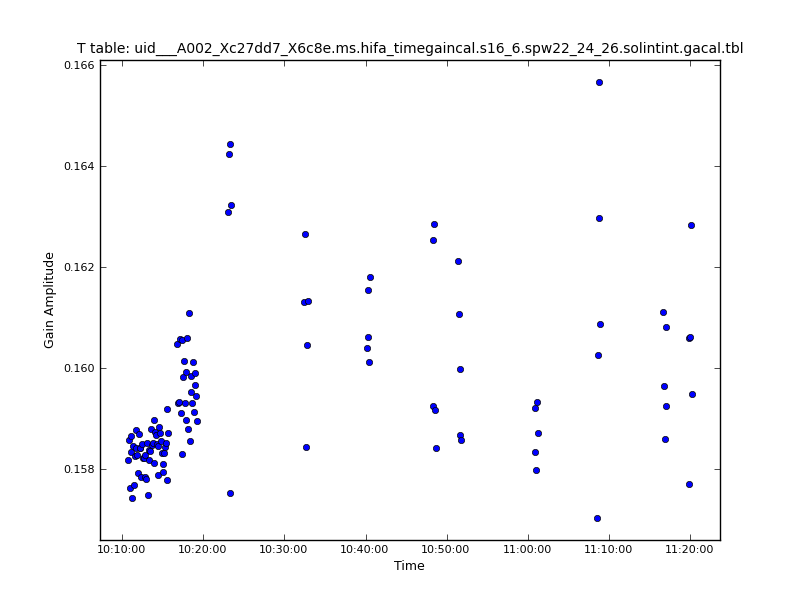 T table: uid___A002_Xc27dd7_X6c8e.ms.hifa_timegaincal.s16_6.spw22_24_26.solintint.gacal.tbl
0.166
0.164
0.162
0.160
0.158
Gain Amplitude
10:10:00 10:20:00 10:30:00 10:40:00 10:50:00 11:00:00 11:10:00 11:20:00
Time